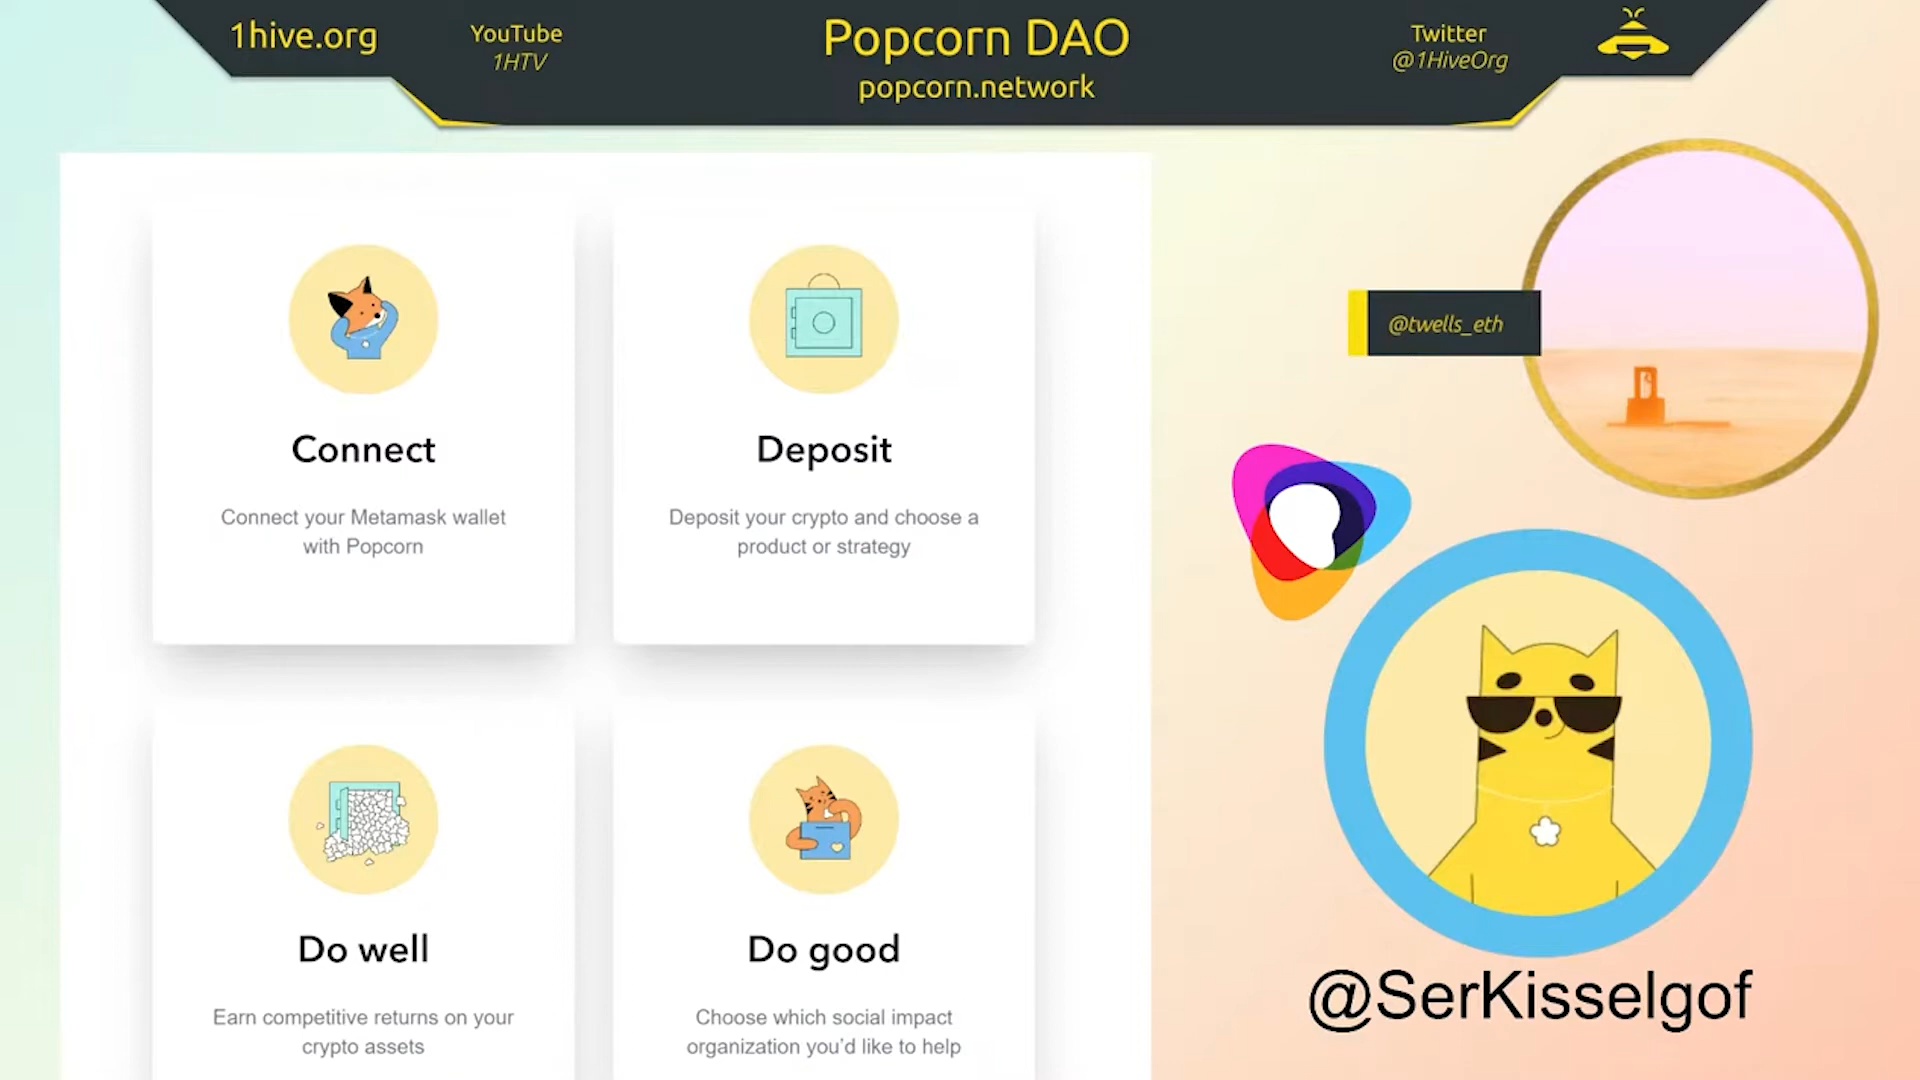 1hive.org
YouTube
1HTV
Popcorn DAO
popcorn.network
Twitter
@1HiveOrg
Connect
Connect your Metamask wallet
with Popcorn
Deposit
Deposit your crypto and choose a
product or strategy
Do well
Earn competitive returns on your
crypto assets
Do good
Choose which social impact
organization you’d like to help
@twells_eth
@SerKisselgof